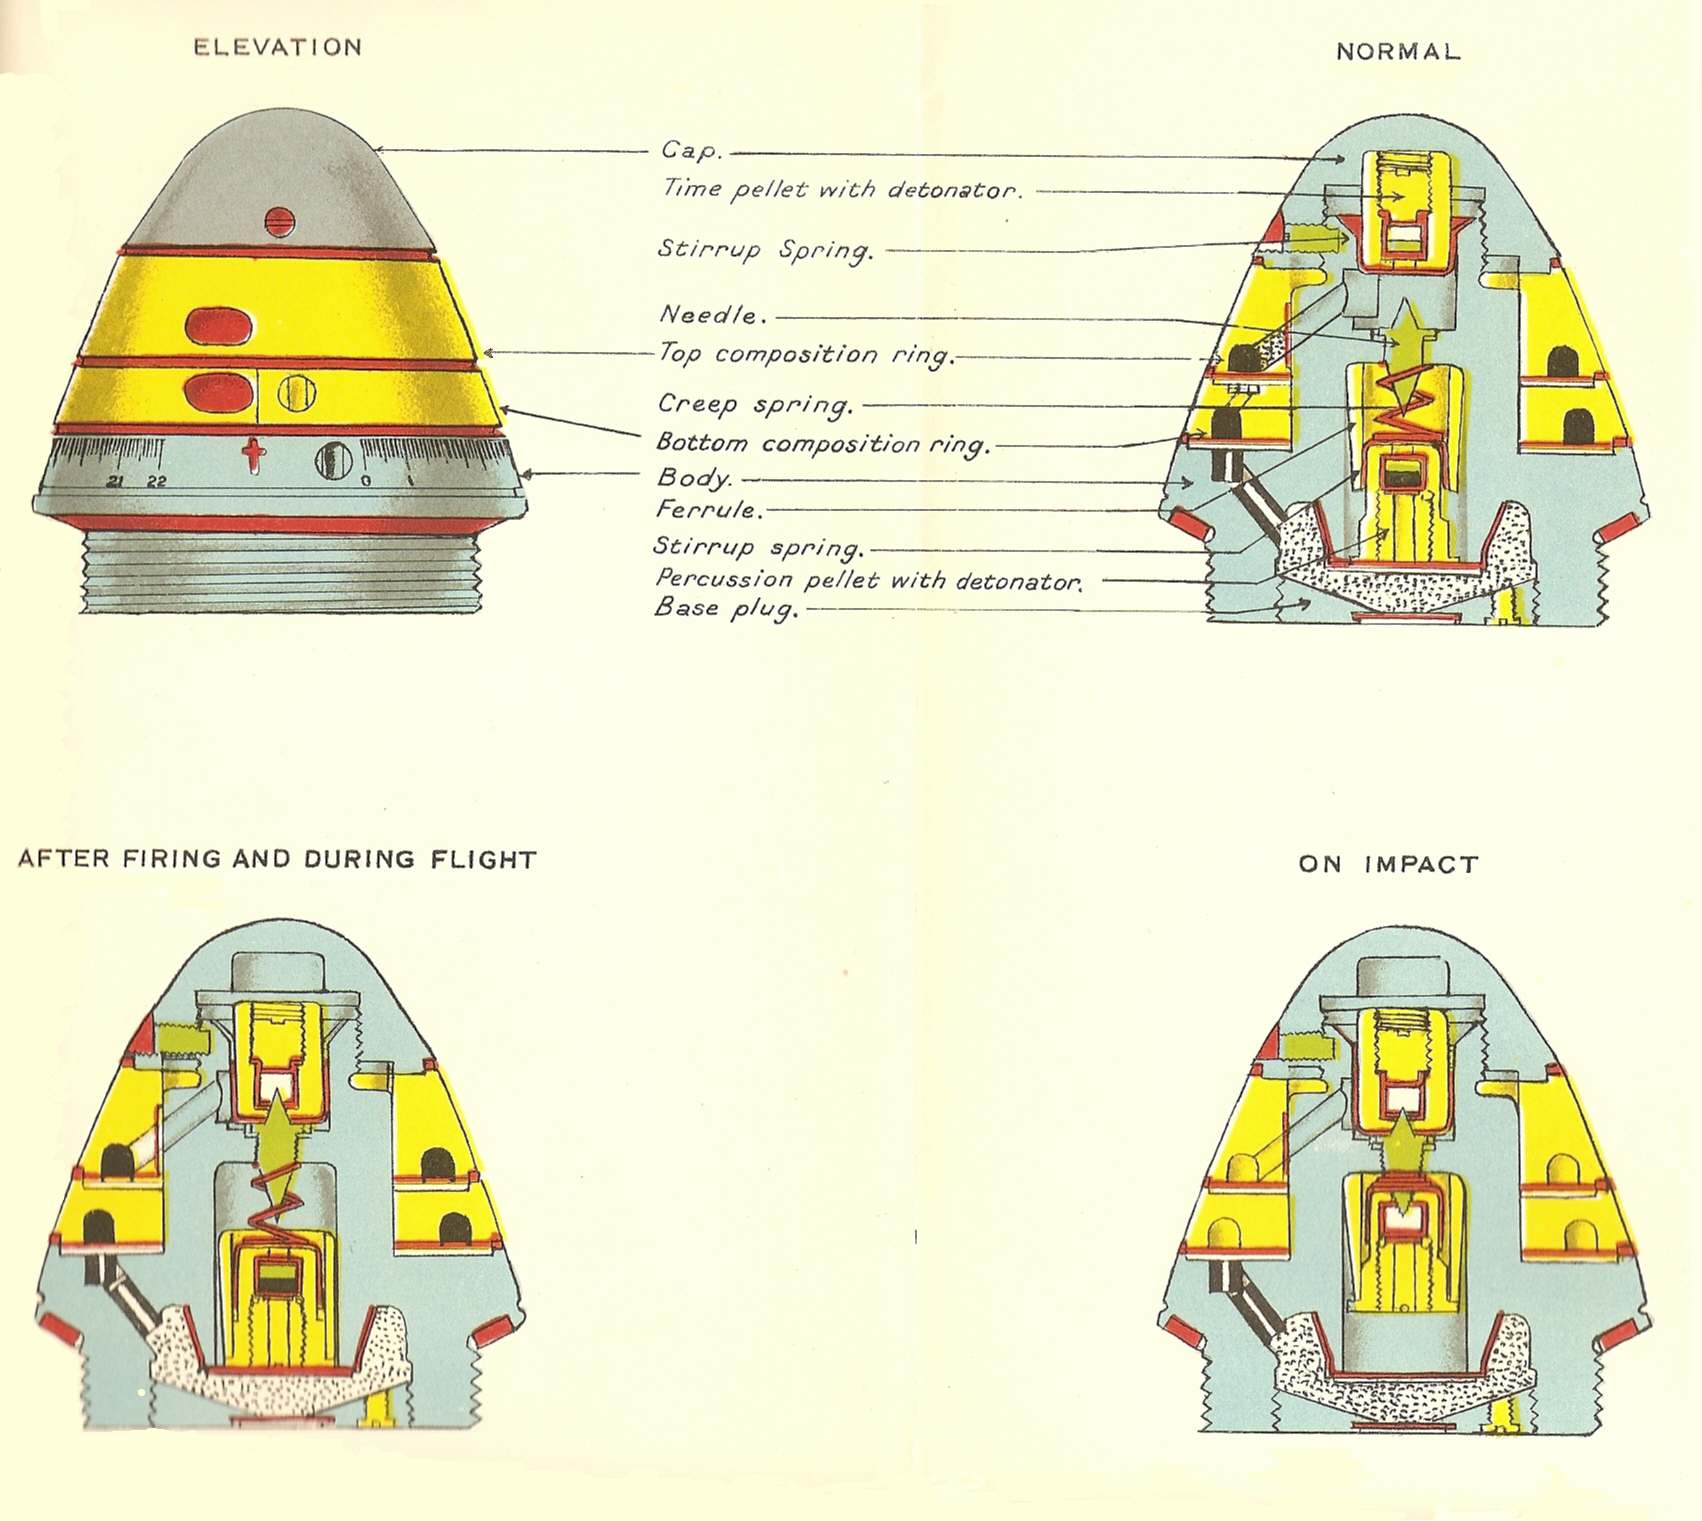 ELEVATION
NORMAL
Cap.
Time pellet with detonator.
Stirrup Spring.
Needle.
Top composition ring.
Creep spring.
Bottom composition ring.
Body.
Ferrule.
Stirrup spring.
Percussion pellet with detonator.
Base plug.
21 22 0 1
AFTER FIRING AND DURING FLIGHT
ON IMPACT